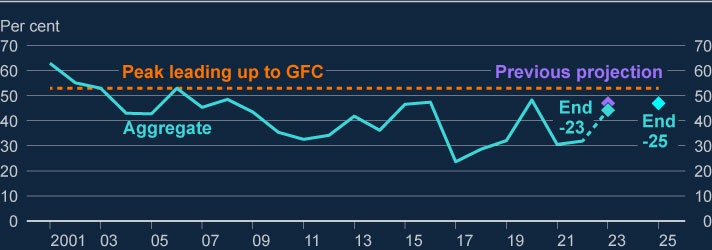 Per cent
70 70
60 Peak leading up to GFC Previous projection 60
50 50
40 End -23 End -25 40
Aggregate
30 30
20 20
10 10
0 0
2001 03 05 07 09 11 13 15 17 19 21 23 25